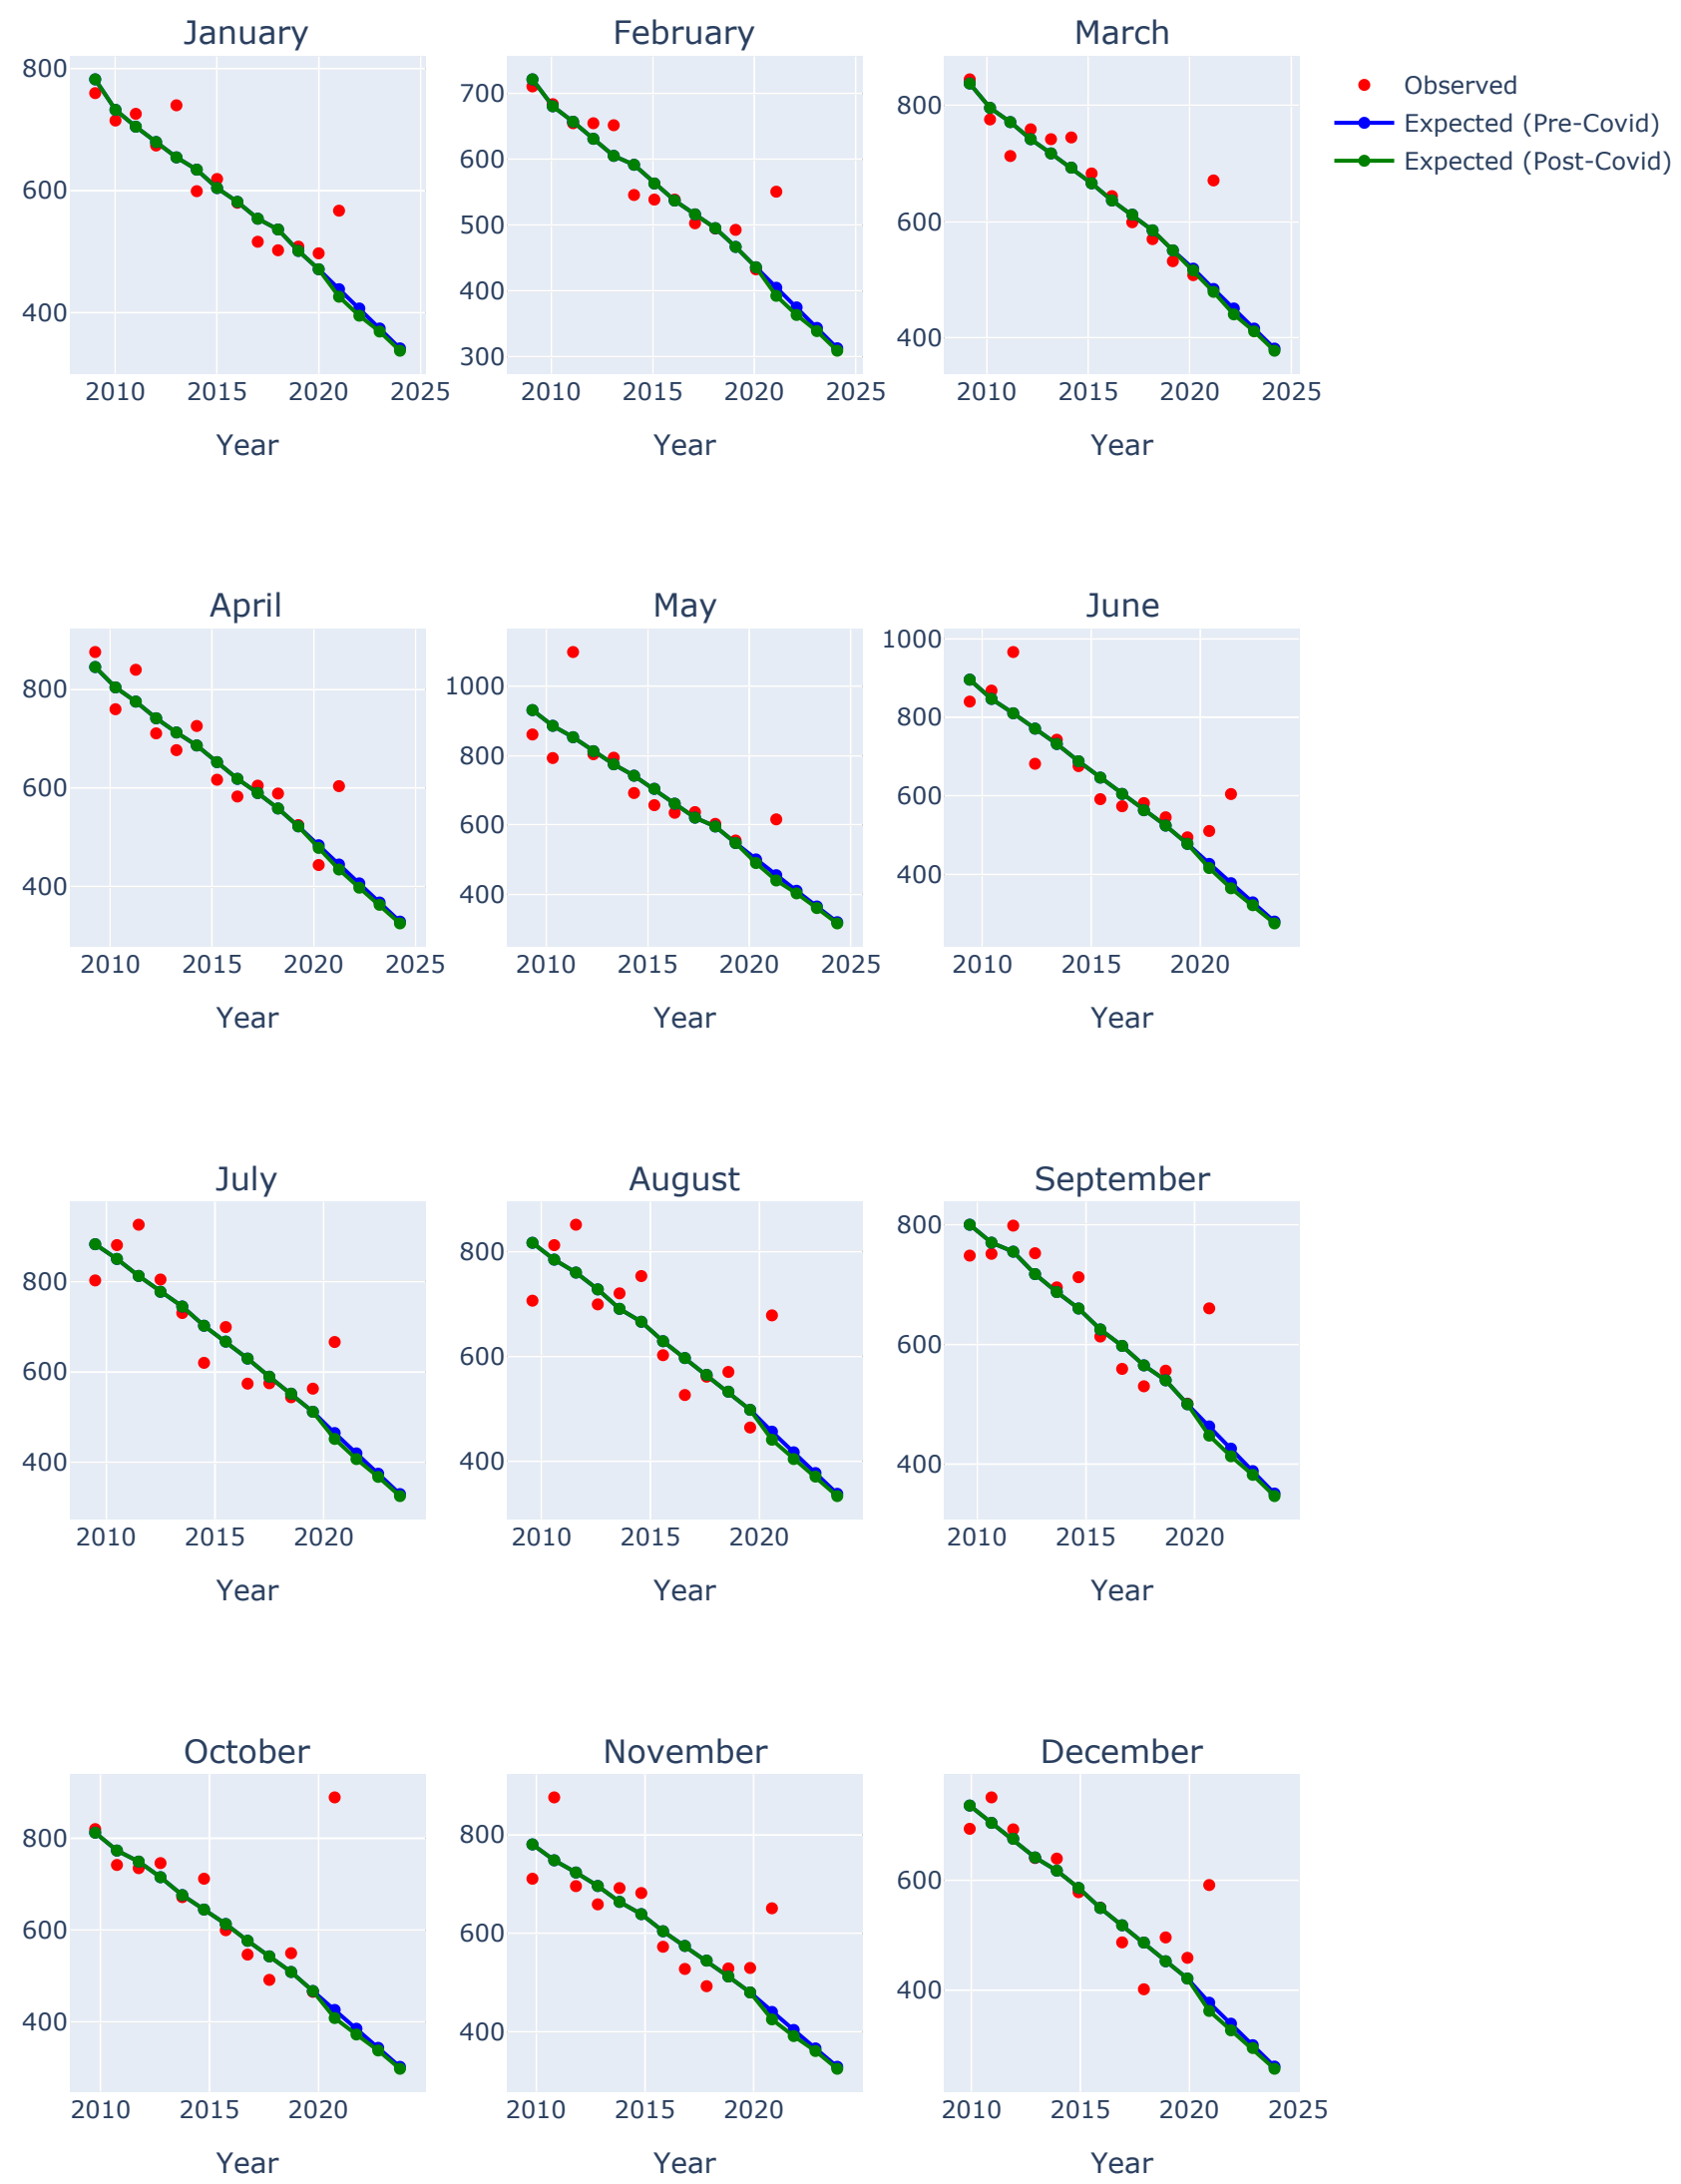 January February March
800
600
400
2010 2015 2020 2025
Year
700
600
500
400
300
2010 2015 2020 2025
Year
800
600
400
2010 2015 2020 2025
Year
Observed
Expected (Pre-Covid)
Expected (Post-Covid)
April May June
800
600
400
2010 2015 2020 2025
Year
1000
800
600
400
2010 2015 2020 2025
Year
1000
800
600
400
2010 2015 2020
Year
July August September
800
600
400
2010 2015 2020
Year
800
600
400
2010 2015 2020
Year
800
600
400
2010 2015 2020
Year
October November December
800
600
400
2010 2015 2020
Year
800
600
400
2010 2015 2020
Year
600
400
2010 2015 2020 2025
Year